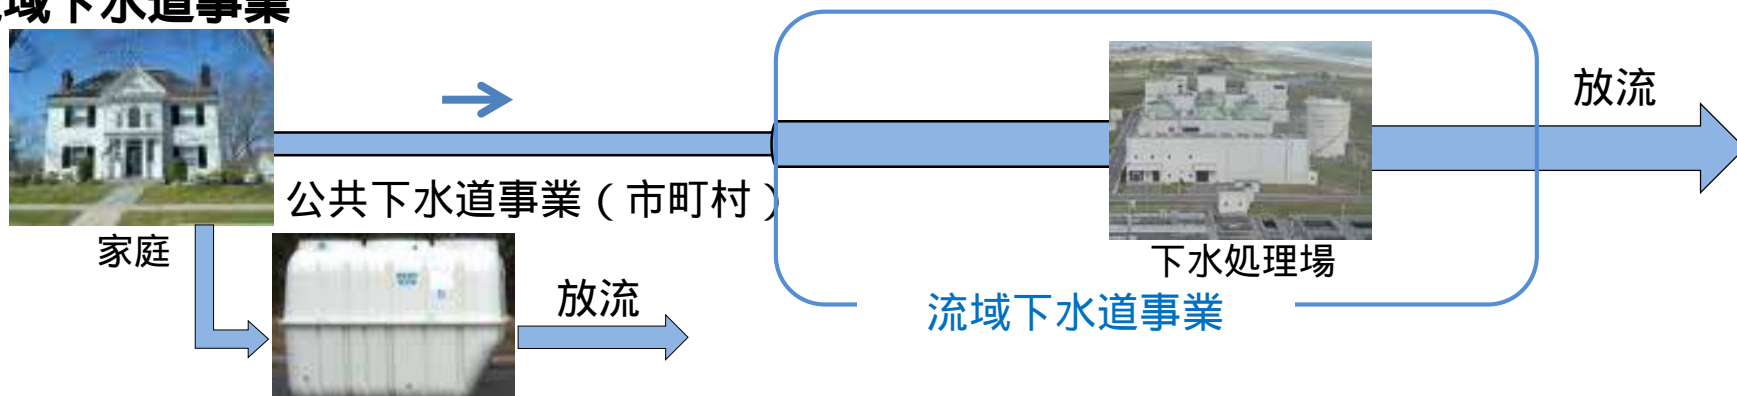 域下水道事業
放流
公共下水道事業（市町村）
家庭
下水処理場
放流
流域下水道事業